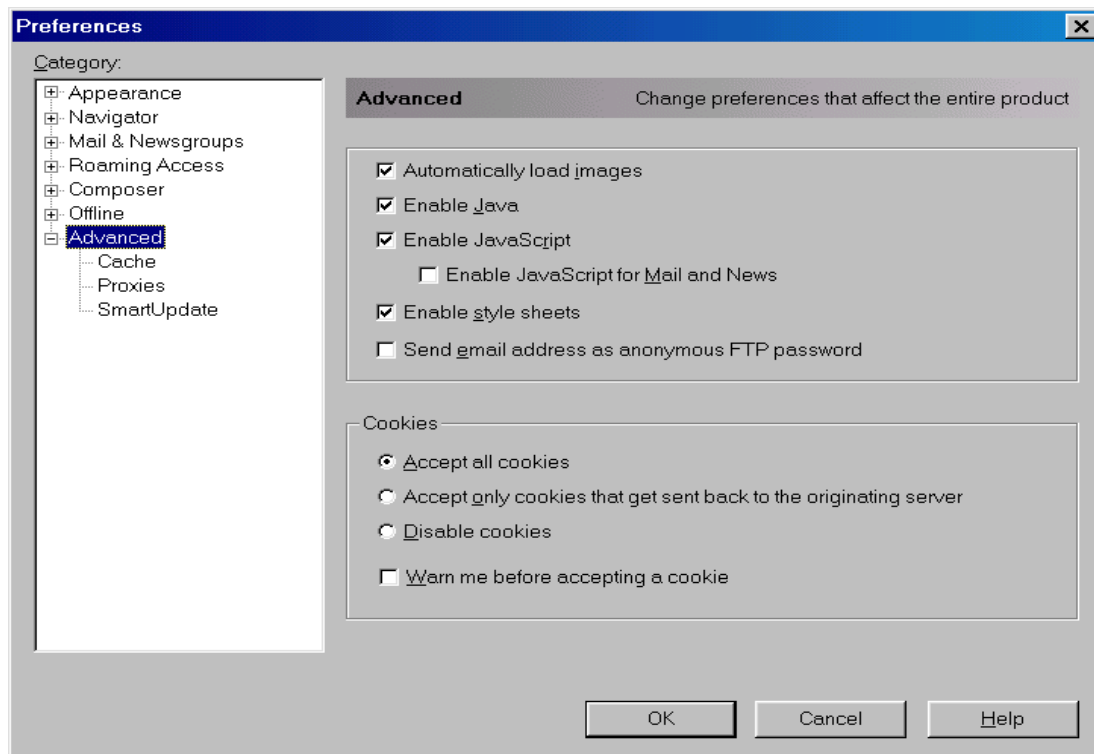 Preferences
Category:
Appearance
Navigator
Mail & Newsgroups
Roaming Access
Composer
Offline
Advanced
Cache
Proxies
SmartUpdate
Advanced Change preferences that affect the entire product
Automatically load images
Enable Java
Enable JavaScript
Enable JavaScript for Mail and News
Enable style sheets
Send email address as anonymous FTP password
Cookies
Accept all cookies
Accept only cookies that get sent back to the originating server
Disable cookies
Warn me before accepting a cookie
OK Cancel Help